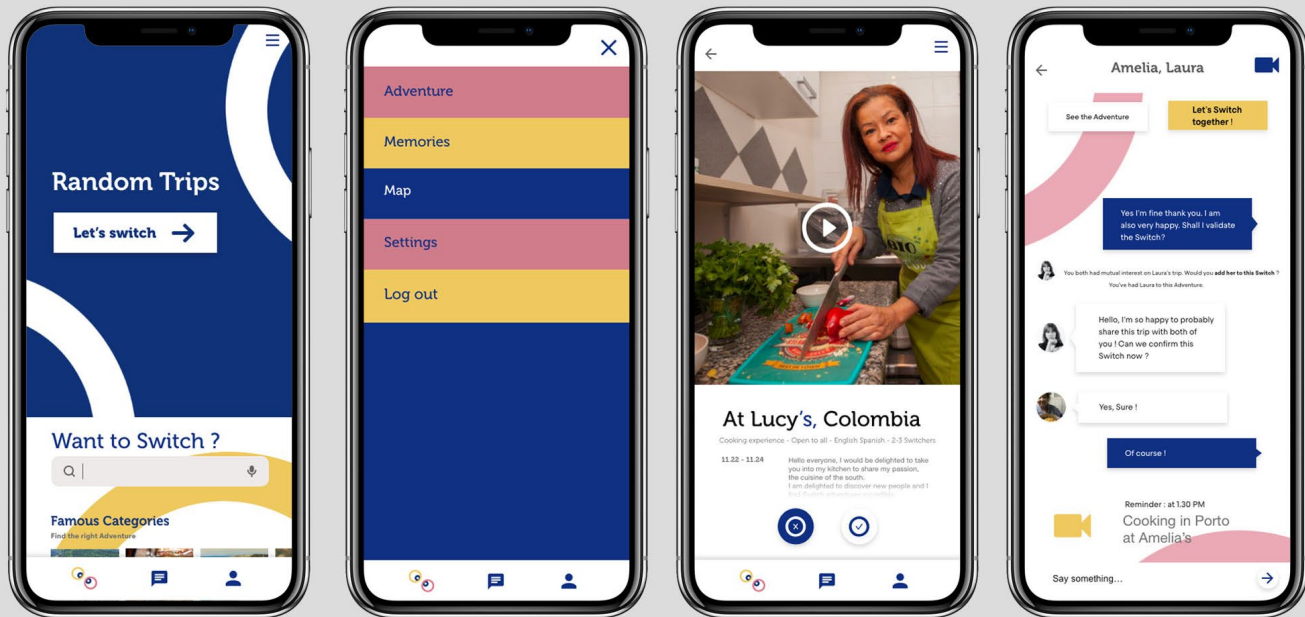 Random Trips
Let's switch
Want to Switch ?
Famous Categories
Find the right Adventure
Adventure
Memories
Map
Settings
Log out
At Lucy's, Colombia
Cooking experience - Open to all - English Spanish - 2-3 Switchers
11.22 - 11.24
Hello everyone, I would be delighted to take
you into my kitchen to share my passion,
the cuisine of the south.
I am delighted to discover new people and I
find Switch adventures incredible
Amelia, Laura
See the Adventure
Let's Switch
together !
Yes I'm fine thank you. I am
also very happy. Shall I validate
the Switch?
You both had mutual interest on Laura's trip. Would you add her to this Switch ?
You've had Laura to this Adventure.
Hello, I'm so happy to probably
share this trip with both of
you ! Can we confirm this
Switch now ?
Yes, Sure !
Of course !
Reminder : at 1.30 PM
Cooking in Porto
at Amelia's
Say something...